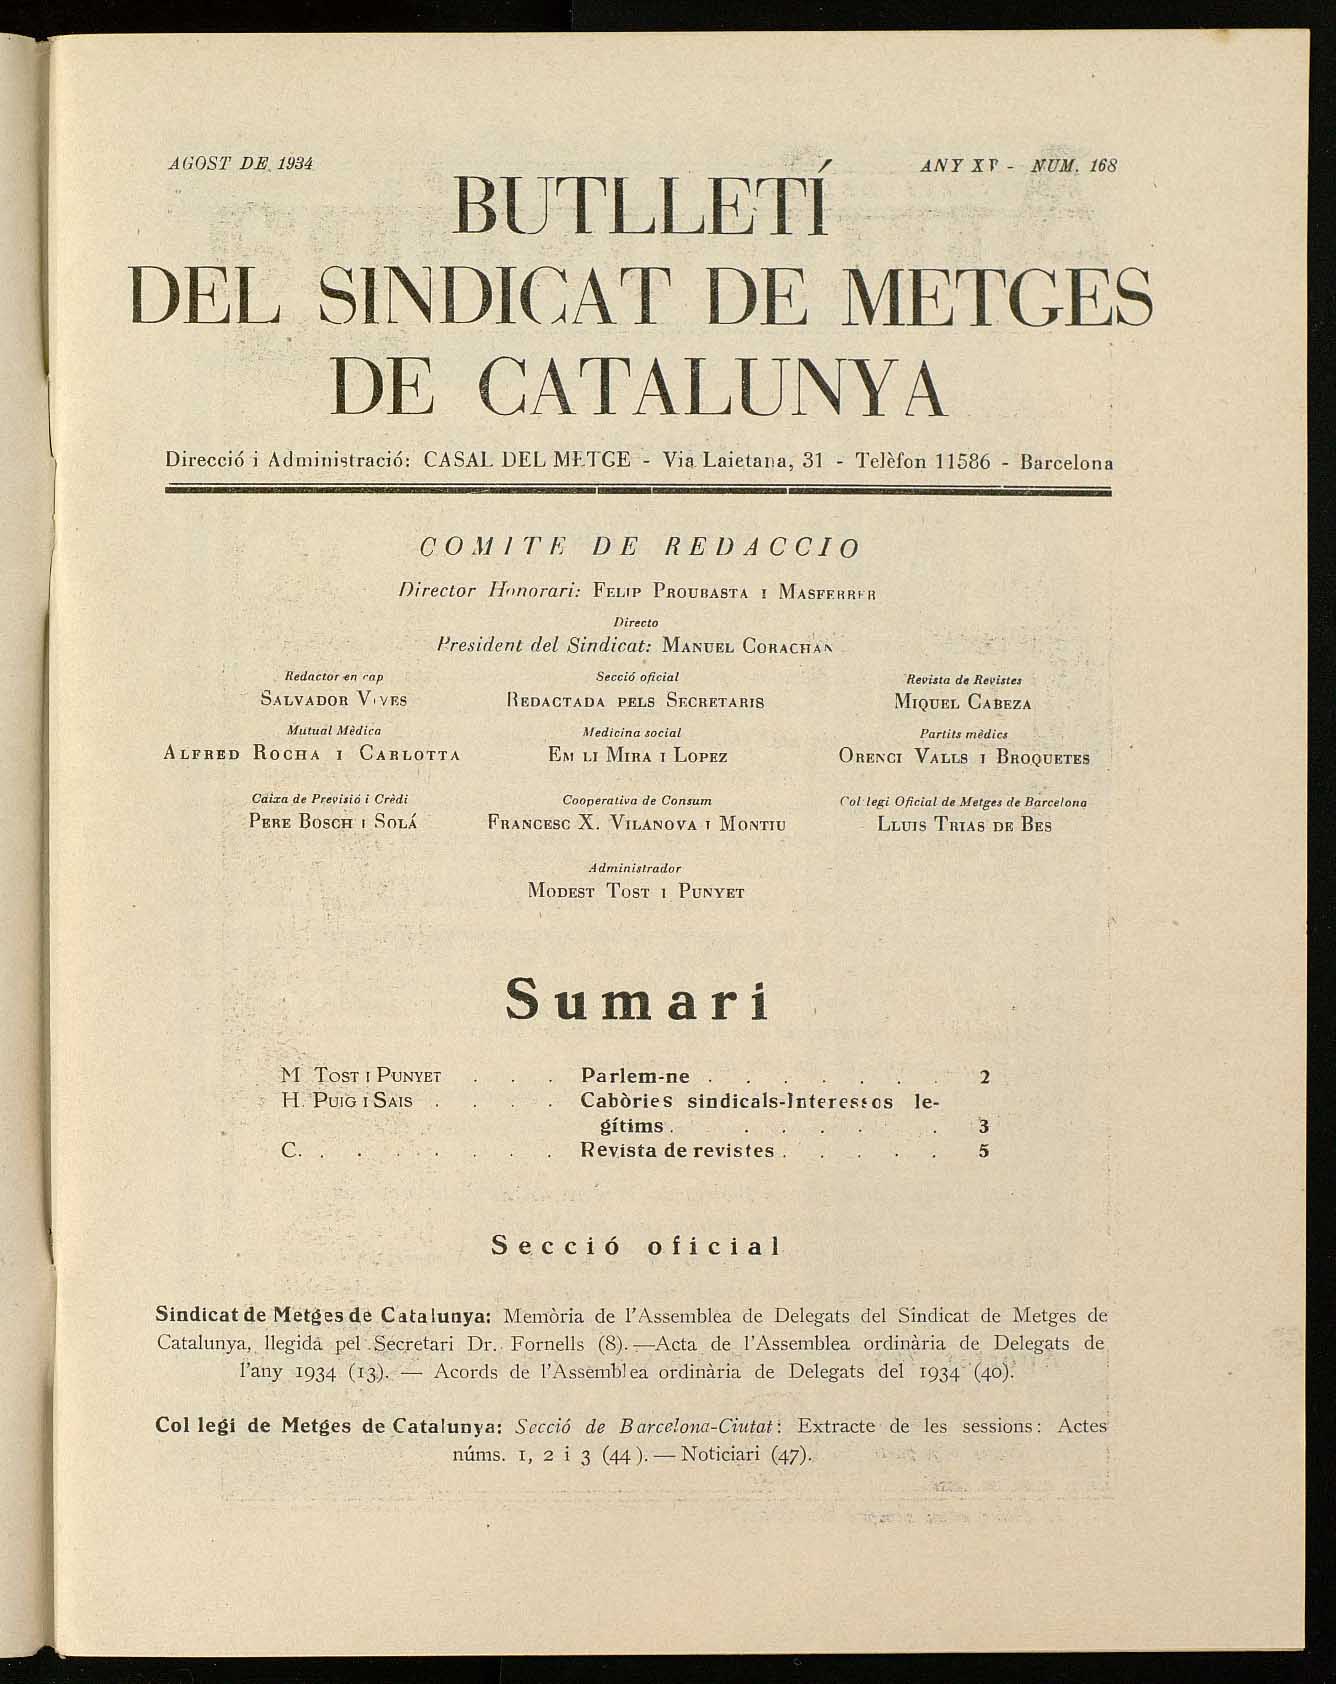 AGOST DE 1934
ANY XV - NUM. 168
BUTLLETÍ
DEL SINDICAT DE METGES
DE CATALUNYA
Direcció i Administració: CASAL DEL METGE - Via Laietana, 31 - Telèfon 11586 - Barcelona
COMITE DE REDACCIO
Director Honorari: FELIP PROUBASTA I MASFERRER
Directo
President del Sindicat: MANUEL CORACHAN
Redactor en cap
SALVADOR VIVES
Secció oficial
REDACTADA PELS SECRETARIS
Revista de Revistes
MIQUEL CABEZA
Mutual Mèdica
ALFRED ROCHA I CARLOTTA
Medicina social
EM LI MIRA I LOPEZ
Partits mèdics
ORENCI VALLS I BROQUETES
Caixa de Previsió i Crèdi
PERE BOSCH I SOLÁ
Cooperativa de Consum
FRANCESC X. VILANOVA I MONTIU
Col legi Oficial de Metges de Barcelona
LLUIS TRIAS DE BES
Administrador
MODEST TOST I PUNYET
Sumari
M TOST I PUNYET . . . Parlem-ne . . . . . . . 2
H. PUIG I SAIS . . . . Cabòries sindicals-Interessos le-
gítims . . . . . . . 3
C. . . . . . . . Revista de revistes . . . . . 5
Secció oficial
Sindicat de Metges de Catalunya: Memòria de l'Assemblea de Delegats del Sindicat de Metges de
Catalunya, llegida pel Secretari Dr. Fornells (8). —Acta de l'Assemblea ordinària de Delegats de
l'any 1934 (13). — Acords de l'Assemblea ordinària de Delegats del 1934 (40).
Col legi de Metges de Catalunya: Secció de Barcelona-Ciutat: Extracte de les sessions: Actes
núms. 1, 2 i 3 (44). — Noticiari (47).